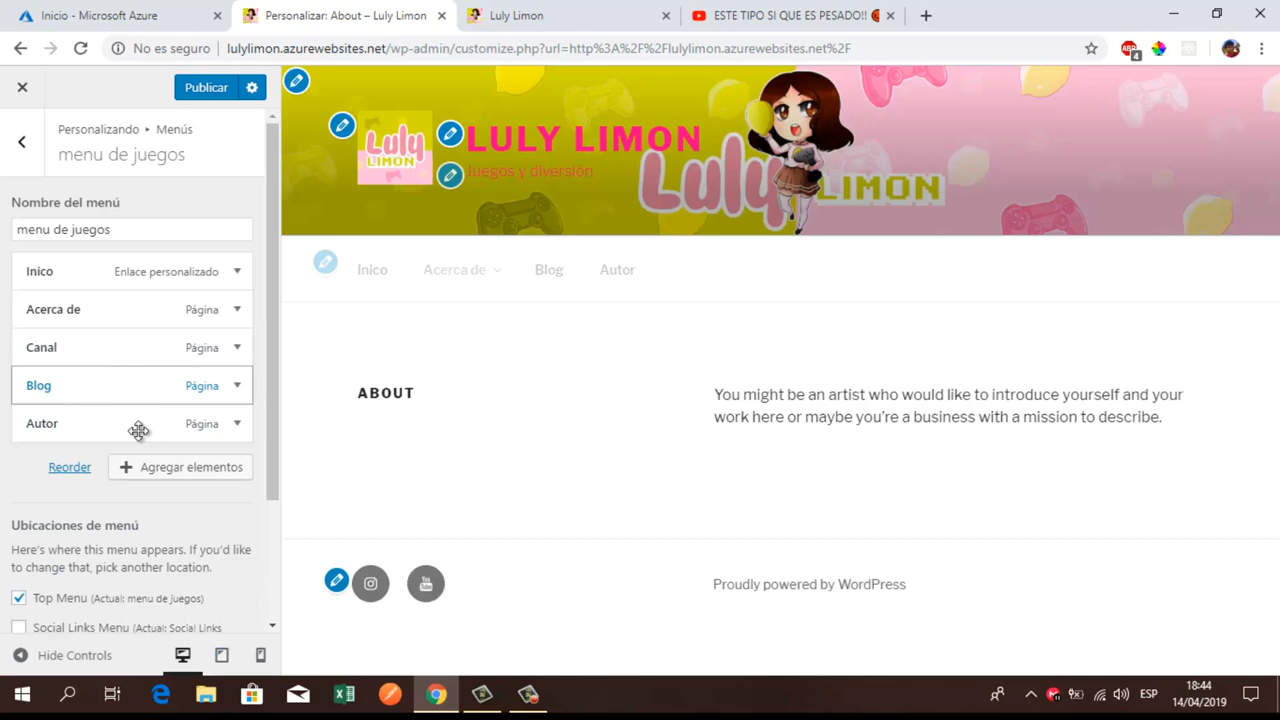 Inicio - Microsoft Azure
Personalizar: About – Luly Limon
Luly Limon
ESTE TIPO SI QUE ES PESADO!!
No es seguro
lulylimon.azurewebsites.net/wp-admin/customize.php?url=http%3A%2F%2Flulylimon.azurewebsites.net%2F
4
Publicar
Personalizando ▸ Menús
menu de juegos
Nombre del menú
menu de juegos
Inico Enlace personalizado
Acerca de Página
Canal Página
Blog Página
Autor Página
Reorder
Agregar elementos
Ubicaciones de menú
Here's where this menu appears. If you'd like
to change that, pick another location.
Top Menu (Actual: menu de juegos)
Social Links Menu (Actual: Social Links
Hide Controls
Luly
LIMON
LULY LIMON
Juegos y diversión
Luly LIMON
Inico
Acerca de
Blog
Autor
ABOUT
You might be an artist who would like to introduce yourself and your
work here or maybe you're a business with a mission to describe.
You Tube
Proudly powered by WordPress
ESP
18:44
14/04/2019